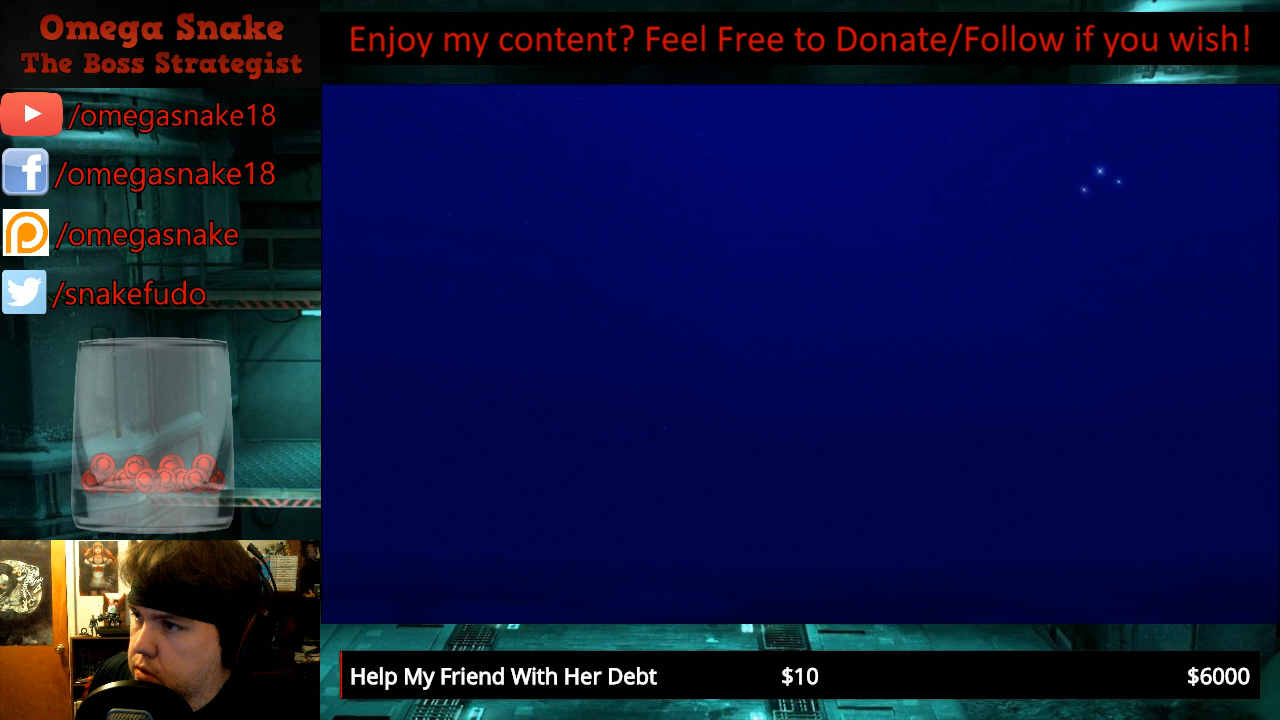 Omega Snake
The Boss Strategist
Enjoy my content? Feel Free to Donate/Follow if you wish!
/omegasnake18
/omegasnake18
/omegasnake
/snakefudo
Help My Friend With Her Debt $10 $6000